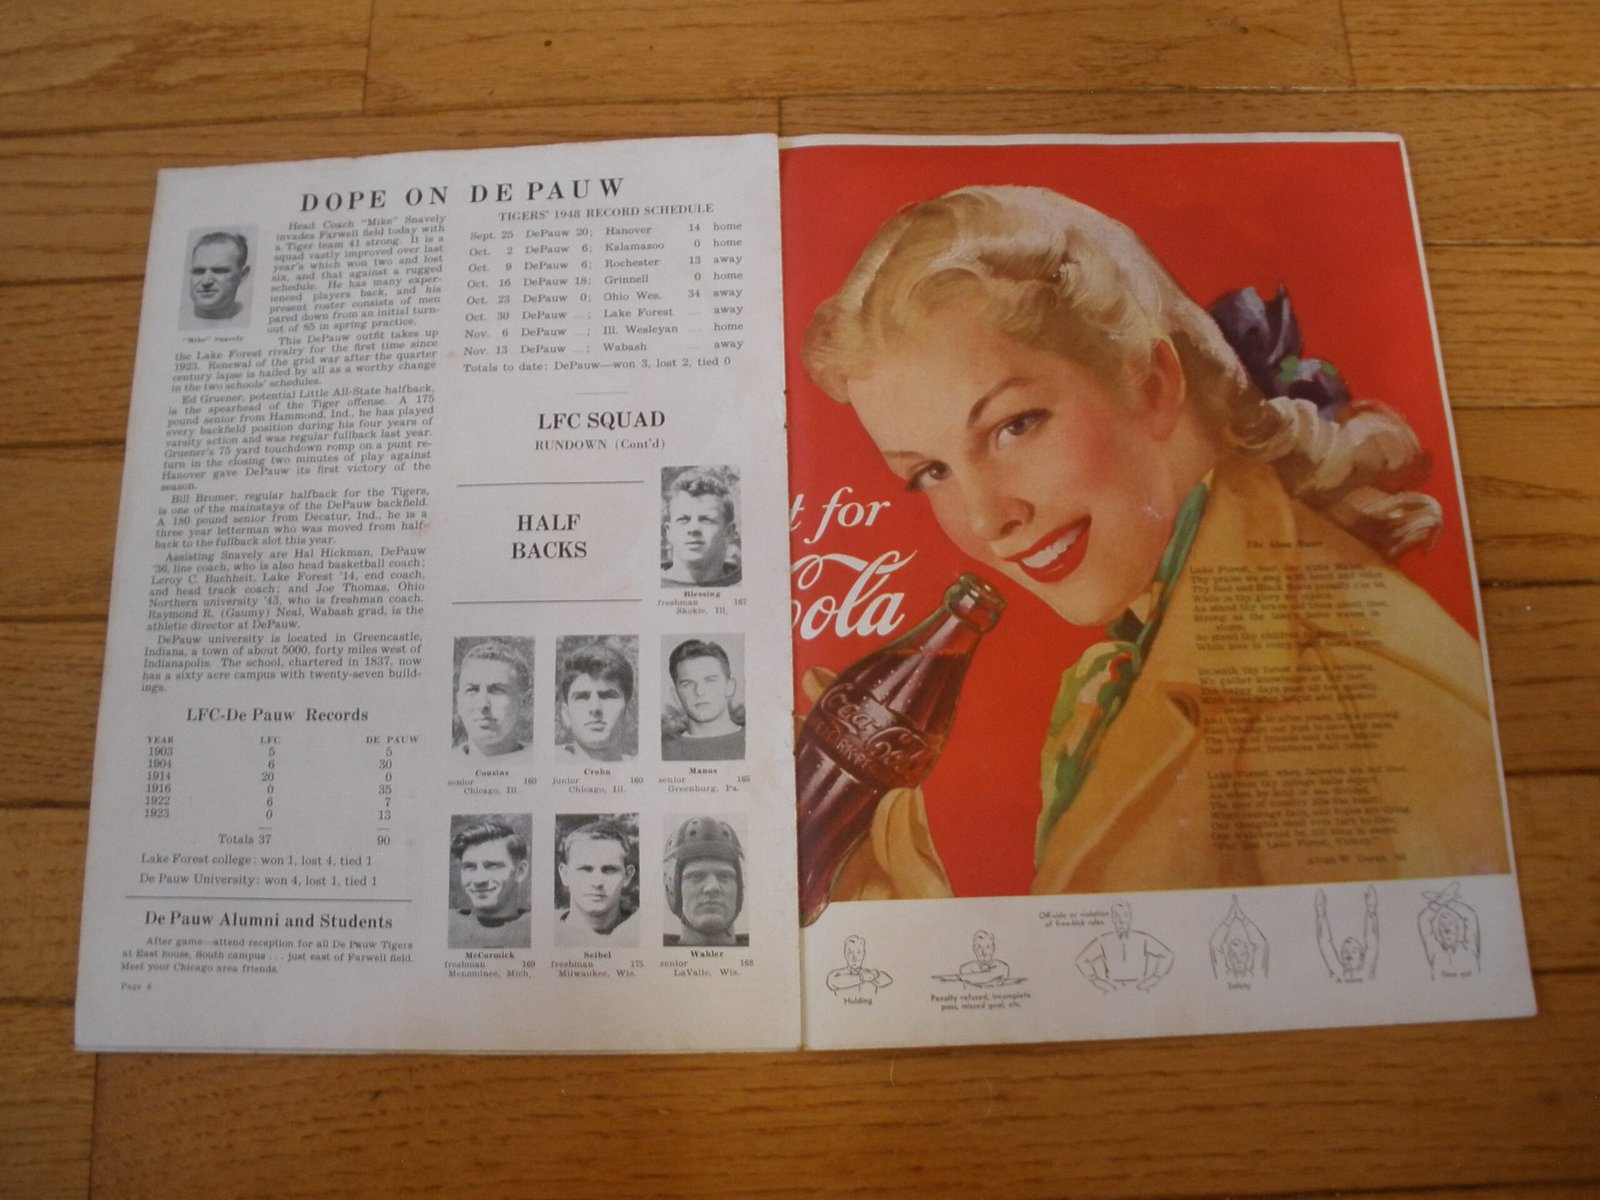 DOPE ON DE PAUW
Head Coach "Mike" Snavely
invades Farwell field today with
a Tiger team 41 strong. It is a
squad vastly improved over last
year's which won two and lost
six, and that against a rugged
schedule. He has many exper-
ienced players back, and his
present roster consists of men
pared down from an initial turn-
out of 85 in spring practice.
"Mike" Snavely
This DePauw outfit takes up
the Lake Forest rivalry for the first time since
1923. Renewal of the grid war after the quarter
century lapse is hailed by all as a worthy change
in the two schools' schedules.
Ed Gruener, potential Little All-State halfback,
is the spearhead of the Tiger offense. A 175
pound senior from Hammond, Ind., he has played
every backfield position during his four years of
varsity action and was regular fullback last year.
Gruener's 75 yard touchdown romp on a punt re-
turn in the closing two minutes of play against
Hanover gave DePauw its first victory of the
season.
Bill Bromer, regular halfback for the Tigers,
is one of the mainstays of the DePauw backfield.
A 180 pound senior from Decatur, Ind., he is a
three year letterman who was moved from half-
back to the fullback slot this year.
Assisting Snavely are Hal Hickman, DePauw
'36, line coach, who is also head basketball coach;
Leroy C. Buchheit, Lake Forest '14, end coach,
and head track coach; and Joe Thomas, Ohio
Northern university '43, who is freshman coach.
Raymond R. (Gaumy) Neal, Wabash grad, is the
athletic director at DePauw.
DePauw university is located in Greencastle,
Indiana, a town of about 5000, forty miles west of
Indianapolis. The school, chartered in 1837, now
has a sixty acre campus with twenty-seven build-
ings.
LFC-De Pauw Records
YEAR LFC DE PAUW
1903 5 5
1904 6 30
1914 20 0
1916 0 35
1922 6 7
1923 0 13
Totals 37 90
Lake Forest college: won 1, lost 4, tied 1
De Pauw University: won 4, lost 1, tied 1
De Pauw Alumni and Students
After game—attend reception for all De Pauw Tigers
at East house, South campus . . . just east of Farwell field.
Meet your Chicago area friends.
Page 6
TIGERS' 1948 RECORD SCHEDULE
Sept. 25 DePauw 20; Hanover 14 home
Oct. 2 DePauw 6; Kalamazoo 0 home
Oct. 9 DePauw 6; Rochester 13 away
Oct. 16 DePauw 18; Grinnell 0 home
Oct. 23 DePauw 0; Ohio Wes. 34 away
Oct. 30 DePauw ; Lake Forest away
Nov. 6 DePauw ; Ill. Wesleyan home
Nov. 13 DePauw ; Wabash away
Totals to date: DePauw—won 3, lost 2, tied 0
LFC SQUAD
RUNDOWN (Cont'd)
HALF
BACKS
Blessing
freshman 167
Skokie, Ill.
Cousins
senior 160
Chicago, Ill.
Crohn
junior 160
Chicago, Ill.
Manos
senior 165
Greenburg, Pa.
McCormick
freshman 169
Menominee, Mich.
Seibel
freshman 175
Milwaukee, Wis.
Wahler
senior 163
LaValle, Wis.
t for
Cola
Coca-Cola
The Alma Mater
Holding
Penalty refused, incomplete
pass, missed goal, etc.
Off-side or violation
of free-kick rules
Safety
A score
Time out